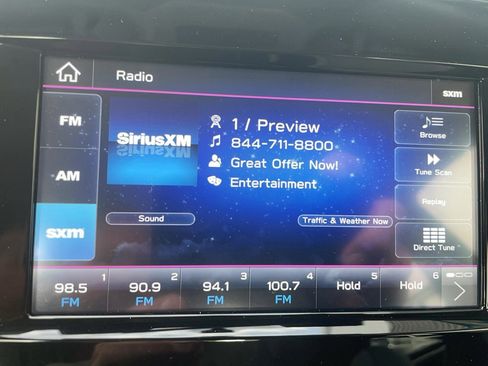 Radio
sxm
FM
AM
sxm
SiriusXM
1 / Preview
844-711-8800
Great Offer Now!
Entertainment
Sound
Traffic & Weather Now
Browse
Tune Scan
Replay
Direct Tune
1
98.5
FM
2
90.9
FM
3
94.1
FM
4
100.7
FM
5
Hold
6
Hold